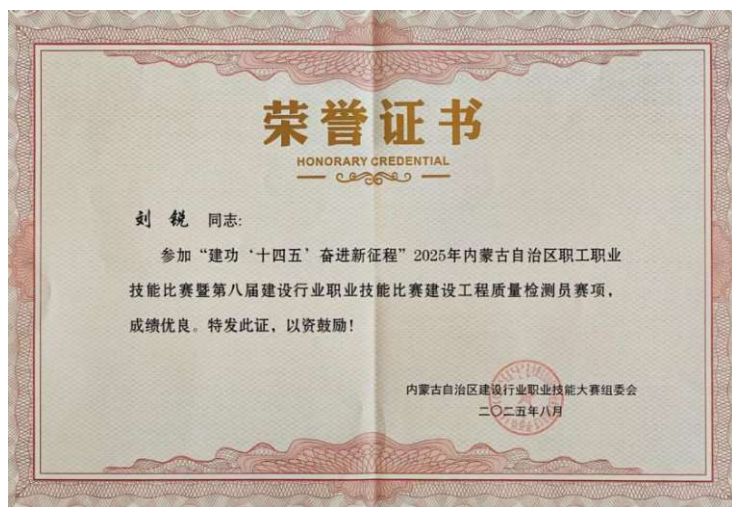 荣誉证书
HONORARY CREDENTIAL
刘 锐 同志:
参加“建功‘十四五’奋进新征程”2025年内蒙古自治区职工职业
技能比赛暨第八届建设行业职业技能比赛建设工程质量检测员赛项，
成绩优良。特发此证，以资鼓励！
内蒙古自治区建设行业职业技能大赛组委会
二〇二五年八月